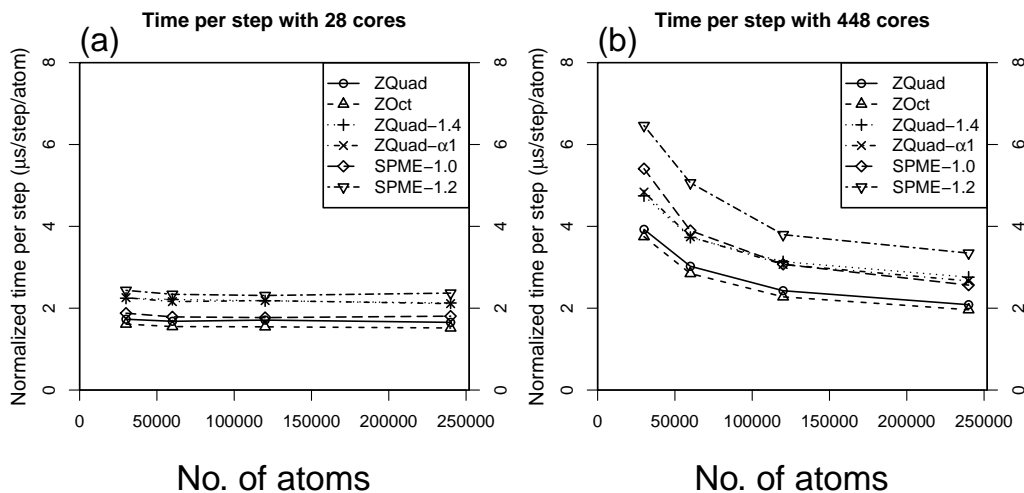 Time per step with 28 cores
(a)
Normalized time per step (μs/step/atom)
0 2 4 6 8
0 2 4 6 8
ZQuad
ZOct
ZQuad−1.4
ZQuad−α1
SPME−1.0
SPME−1.2
0 50000 100000 150000 200000 250000
No. of atoms
Time per step with 448 cores
(b)
Normalized time per step (μs/step/atom)
0 2 4 6 8
0 2 4 6 8
ZQuad
ZOct
ZQuad−1.4
ZQuad−α1
SPME−1.0
SPME−1.2
0 50000 100000 150000 200000 250000
No. of atoms